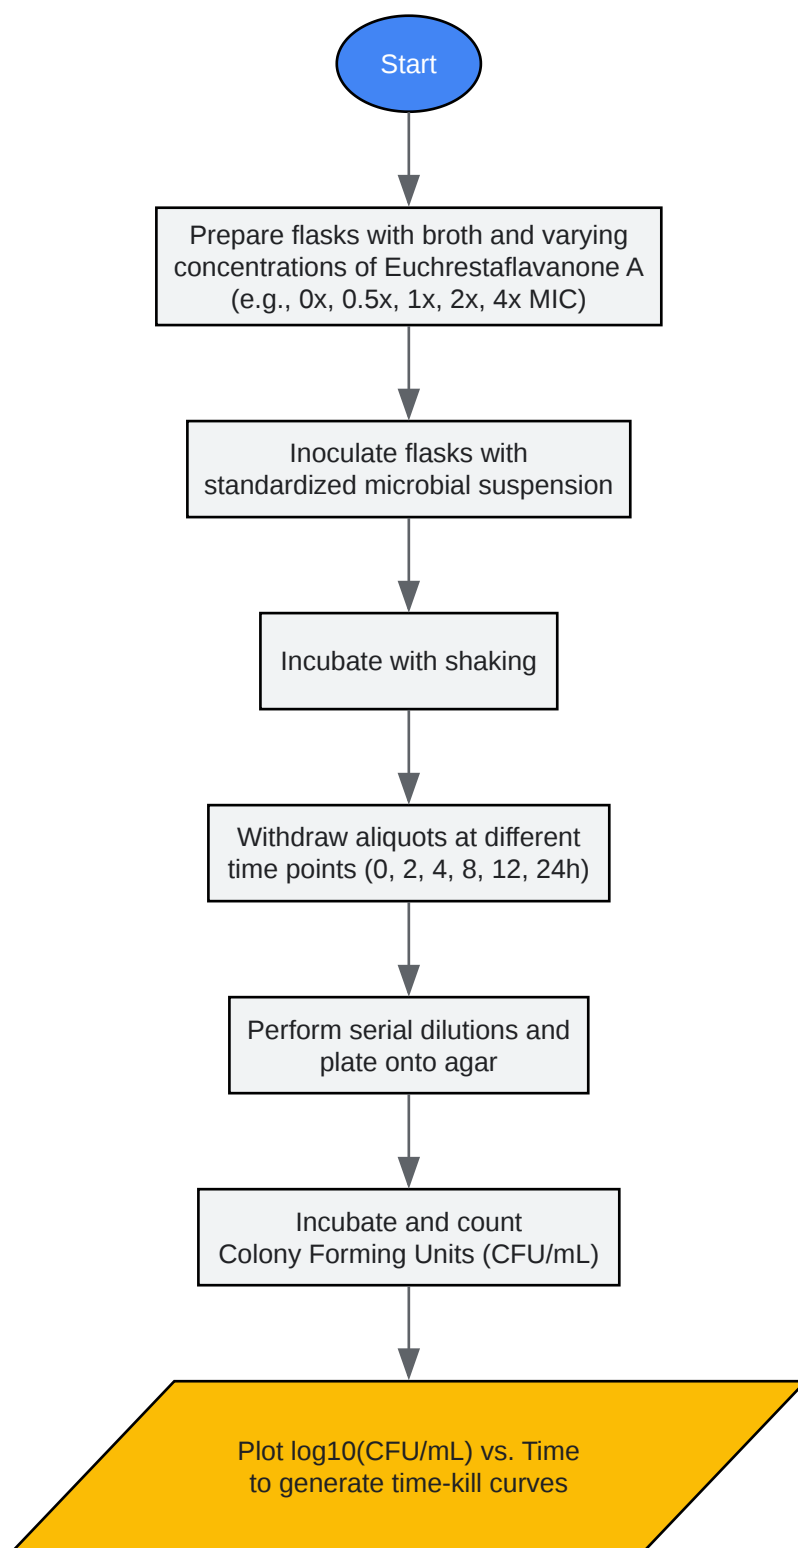 Start
Prepare flasks with broth and varying
concentrations of Euchrestaflavanone A
(e.g., 0x, 0.5x, 1x, 2x, 4x MIC)
Inoculate flasks with
standardized microbial suspension
Incubate with shaking
Withdraw aliquots at different
time points (0, 2, 4, 8, 12, 24h)
Perform serial dilutions and
plate onto agar
Incubate and count
Colony Forming Units (CFU/mL)
Plot log10(CFU/mL) vs. Time
to generate time-kill curves